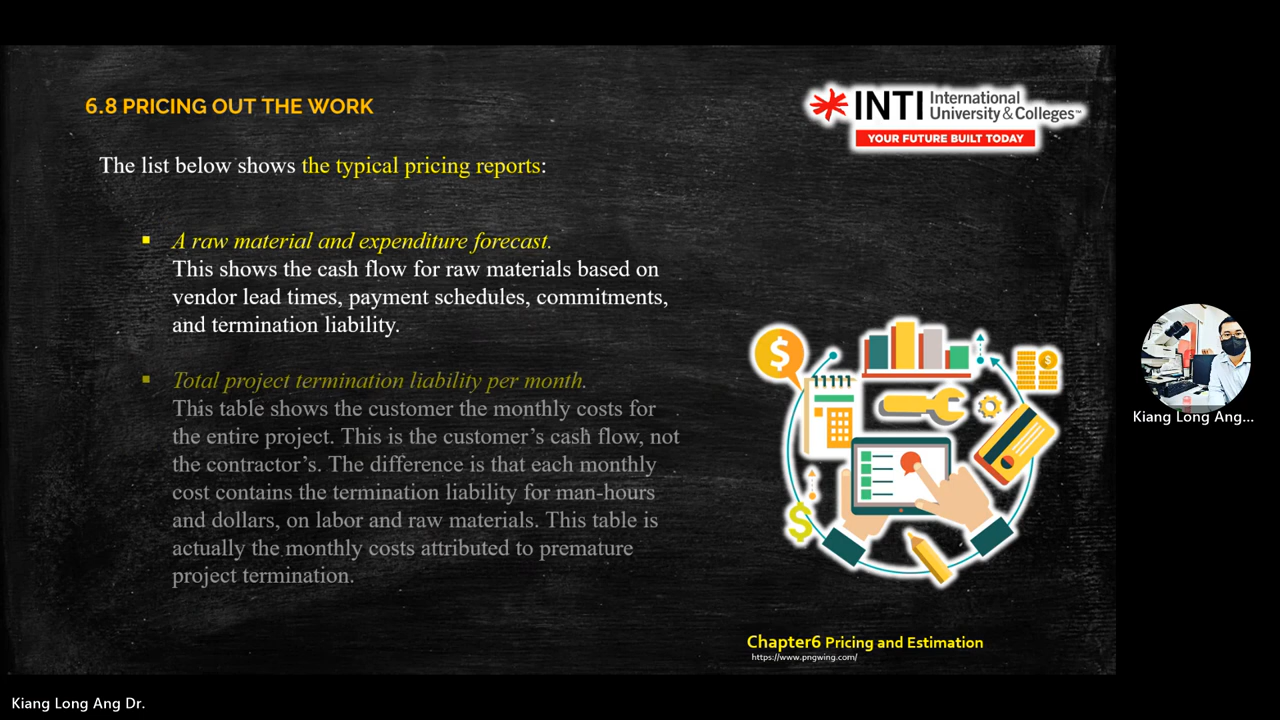 6.8 PRICING OUT THE WORK
INTI International
University & Colleges™
YOUR FUTURE BUILT TODAY
The list below shows the typical pricing reports:
▪ A raw material and expenditure forecast.
This shows the cash flow for raw materials based on
vendor lead times, payment schedules, commitments,
and termination liability.
▪ Total project termination liability per month.
This table shows the customer the monthly costs for
the entire project. This is the customer's cash flow, not
the contractor's. The difference is that each monthly
cost contains the termination liability for man-hours
and dollars, on labor and raw materials. This table is
actually the monthly costs attributed to premature
project termination.
$
$
$
Kiang Long Ang...
Chapter6 Pricing and Estimation
https://www.pngwing.com/
Kiang Long Ang Dr.